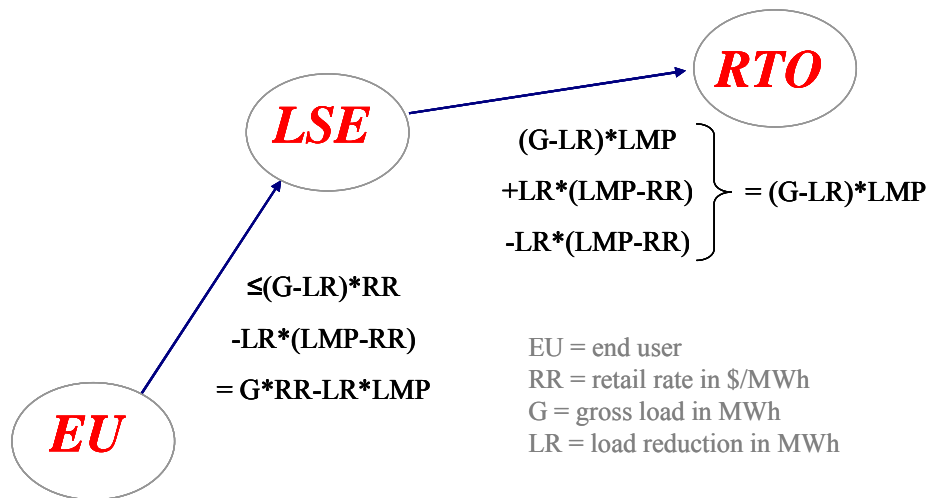 RTO
LSE
(G-LR)*LMP
+LR*(LMP-RR)
-LR*(LMP-RR)
= (G-LR)*LMP
≤(G-LR)*RR
-LR*(LMP-RR)
= G*RR-LR*LMP
EU
EU = end user
RR = retail rate in $/MWh
G = gross load in MWh
LR = load reduction in MWh